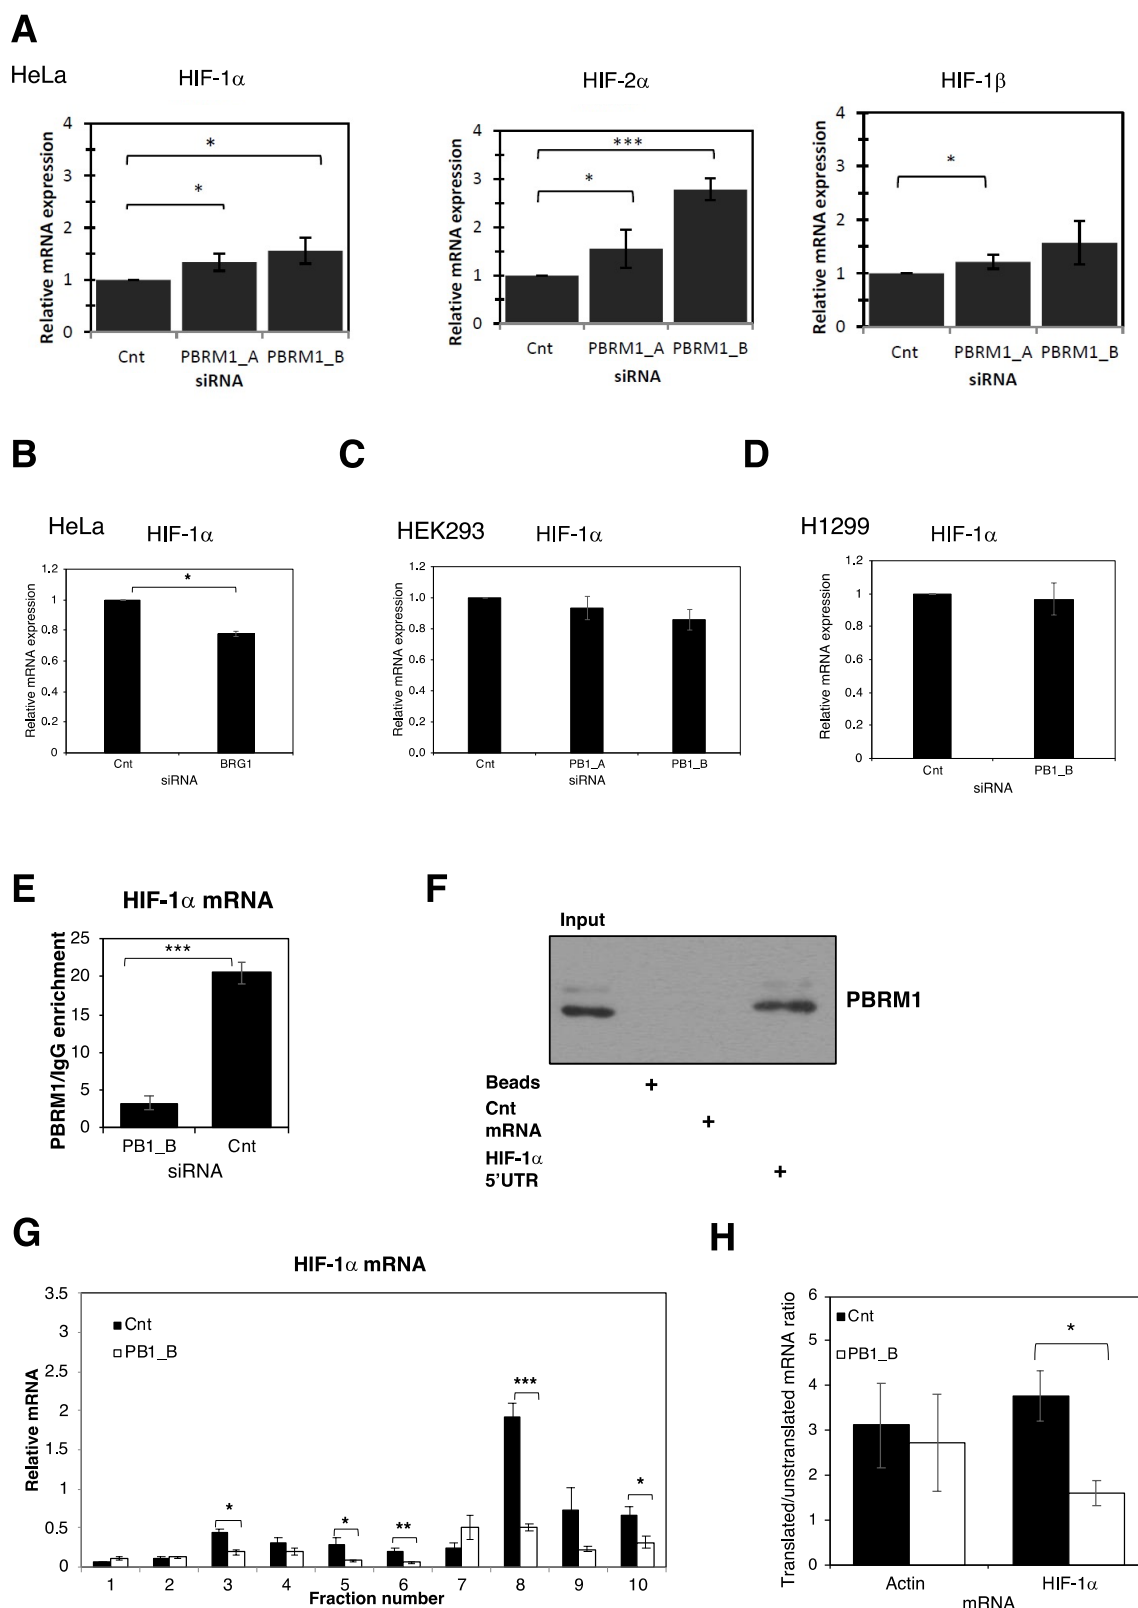 A
HeLa
HIF-1α
HIF-2α
HIF-1β
Relative mRNA expression
4
3
2
1
0
*
*
Cnt PBRM1_A PBRM1_B
siRNA
Relative mRNA expression
4
3
2
1
0
***
*
Cnt PBRM1_A PBRM1_B
siRNA
Relative mRNA expression
4
3
2
1
0
*
Cnt PBRM1_A PBRM1_B
siRNA
B
HeLa HIF-1α
Relative mRNA expression
1.2
1
0.8
0.6
0.4
0.2
0
*
Cnt BRG1
siRNA
C
HEK293 HIF-1α
Relative mRNA expression
1.2
1.0
0.8
0.6
0.4
0.2
0.0
Cnt PB1_A PB1_B
siRNA
D
H1299 HIF-1α
Relative mRNA expression
1.2
1
0.8
0.6
0.4
0.2
0
Cnt PB1_B
siRNA
E
HIF-1α mRNA
PBRM1/IgG enrichment
25
20
15
10
5
0
***
PB1_B Cnt
siRNA
F
Input
PBRM1
Beads +
Cnt
mRNA +
HIF-1α
5'UTR +
G
HIF-1α mRNA
Relative mRNA
3.5
3
2.5
2
1.5
1
0.5
0
Cnt
PB1_B
*
*
**
***
*
1 2 3 4 5 6 7 8 9 10
Fraction number
H
Translated/unstranslated mRNA ratio
6
5
4
3
2
1
0
Cnt
PB1_B
*
Actin HIF-1α
mRNA